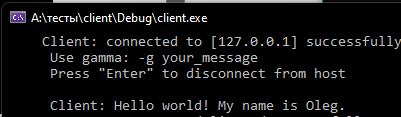 A:\тесты\client\Debug\client.exe
Client: connected to [127.0.0.1] successfully
Use gamma: -g your_message
Press "Enter" to disconnect from host
Client: Hello world! My name is Oleg.